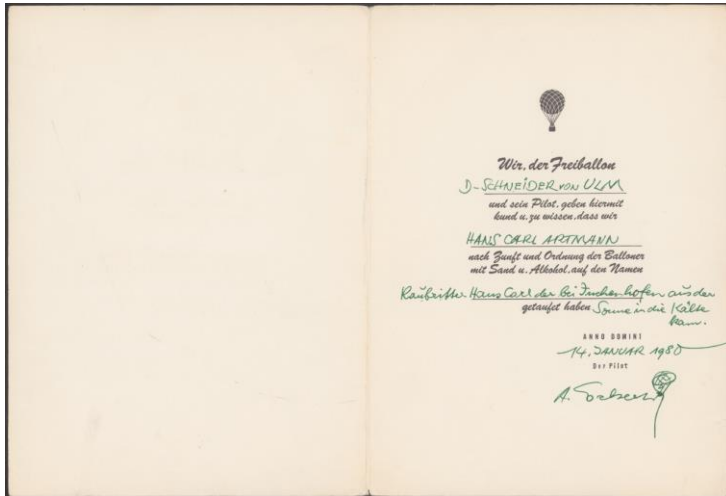 Wir, der Freiballon
D-SCHNEIDER VON ULM
und sein Pilot, geben hiermit
kund u. zu wissen, dass wir
HANS CARL ARTMANN
nach Zunft und Ordnung der Balloner
mit Sand u. Alkohol, auf den Namen
Raubritter Hans Carl der bei Inchenhofen aus der
getaufet haben Sonne in die Kälte
kam.
ANNO DOMINI
14. JANUAR 1980
Der Pilot
A.